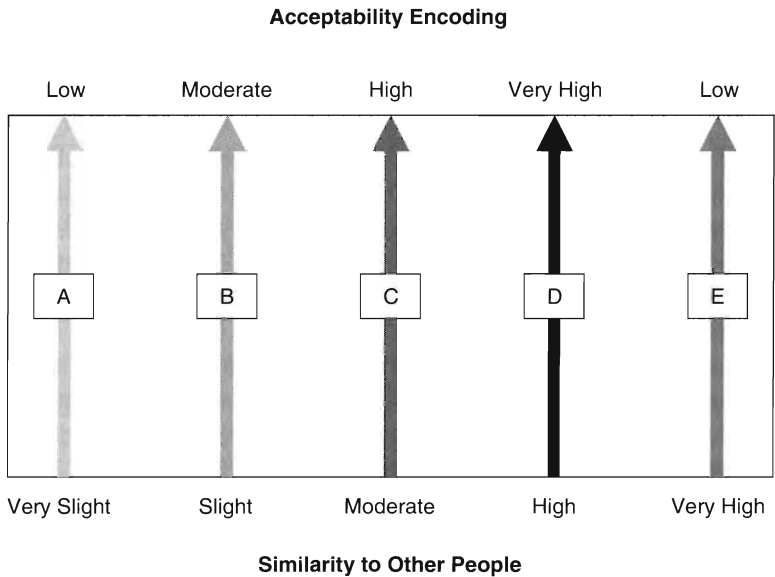 Acceptability Encoding
Low Moderate High Very High Low
A B C D E
Very Slight Slight Moderate High Very High
Similarity to Other People